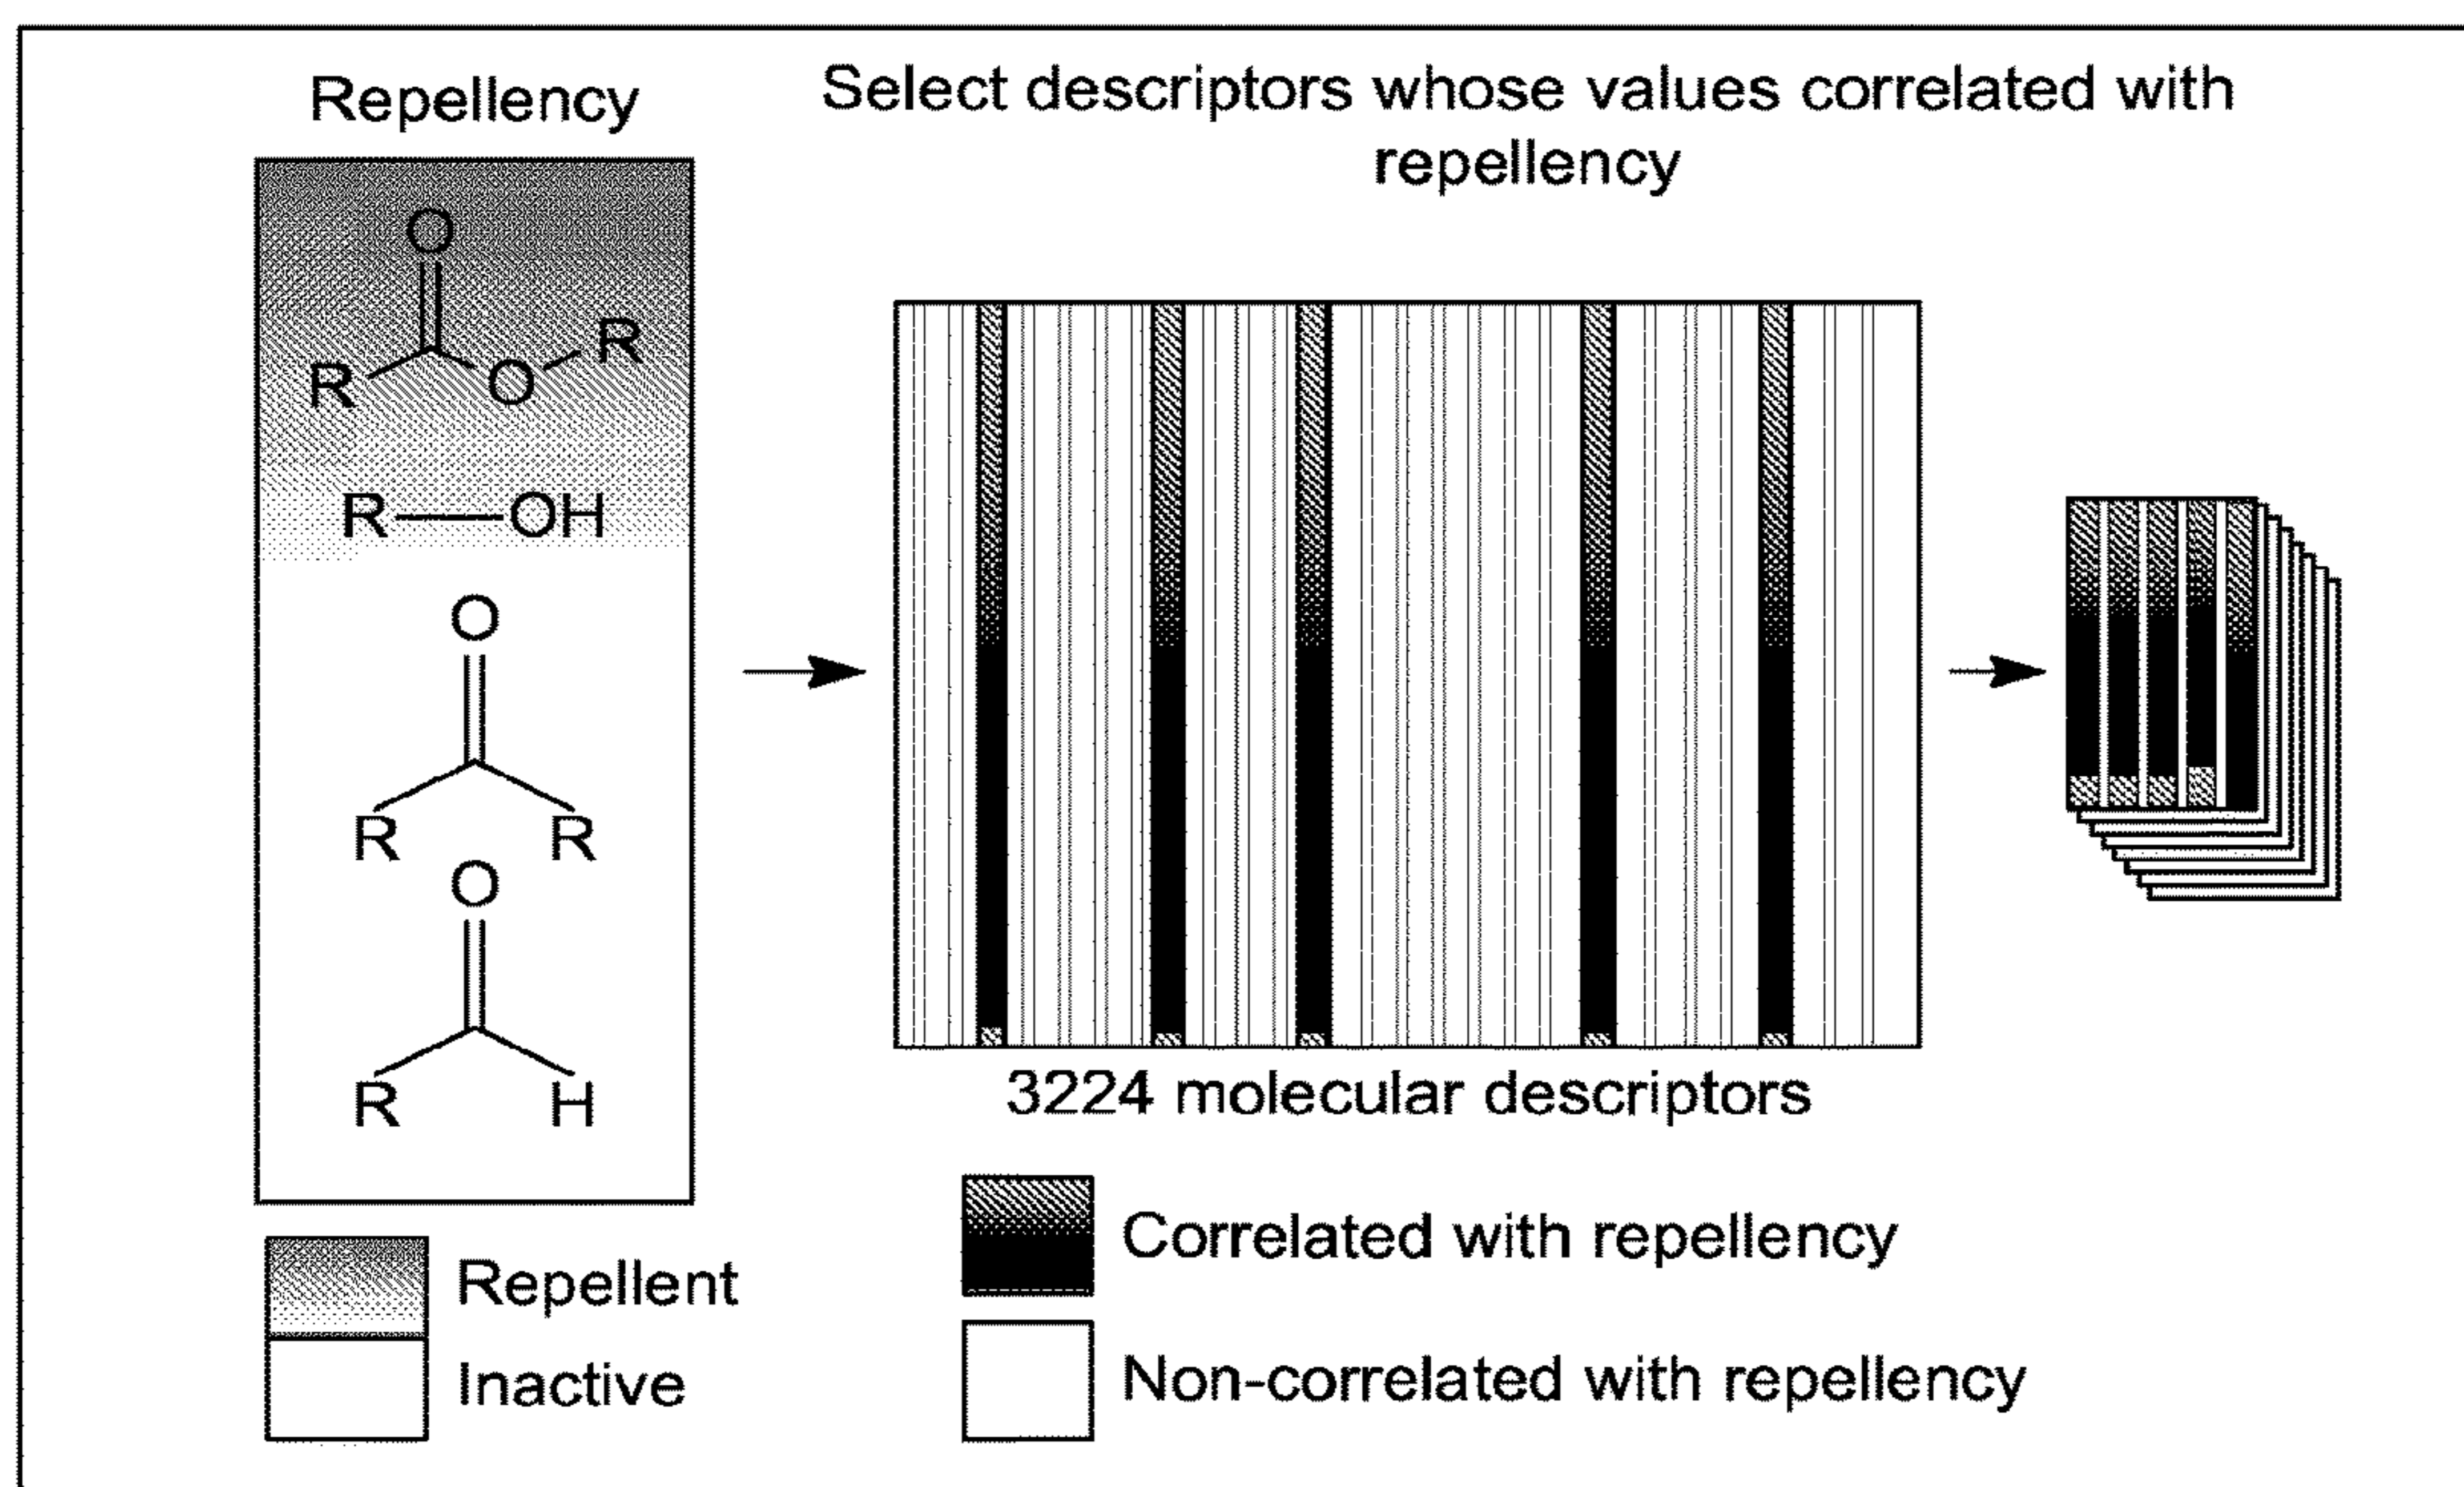 Repellency
Select descriptors whose values correlated with
repellency
O
R
O
R
R
OH
O
R
R
O
R
H
3224 molecular descriptors
Repellent
Inactive
Correlated with repellency
Non-correlated with repellency